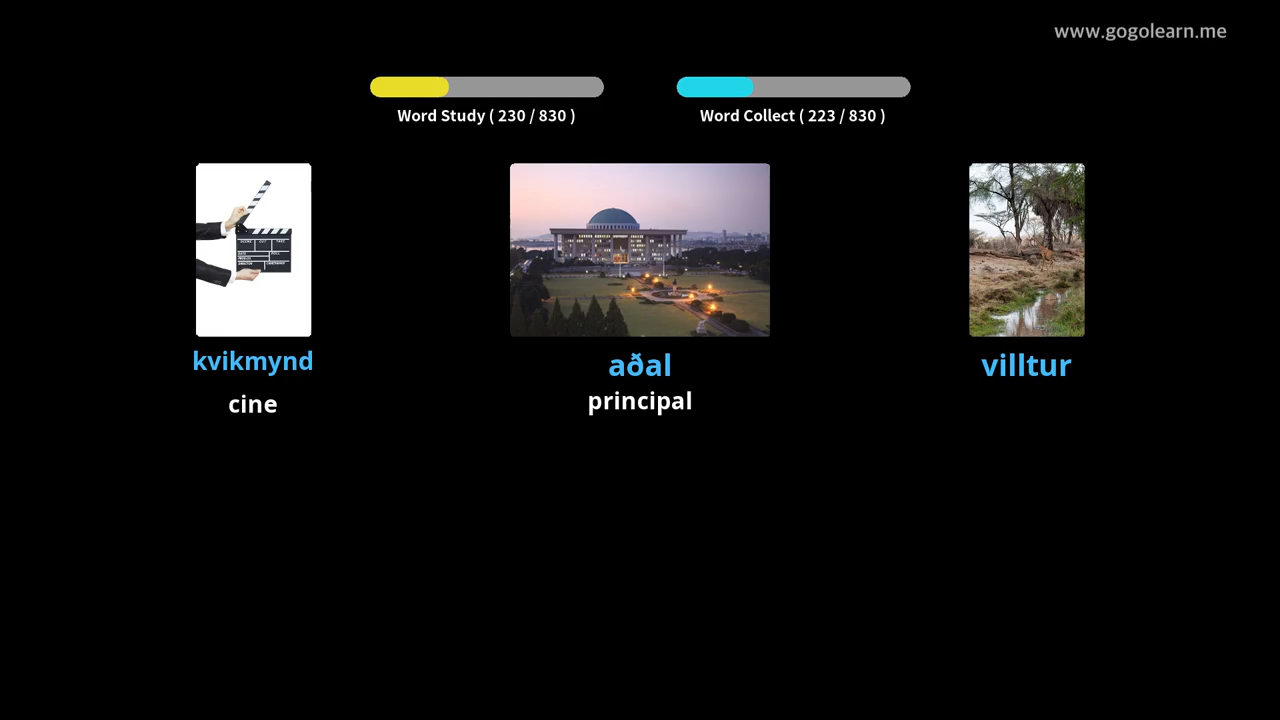 www.gogolearn.me
Word Study ( 230 / 830 )
Word Collect ( 223 / 830 )
kvikmynd
cine
aðal
principal
villtur